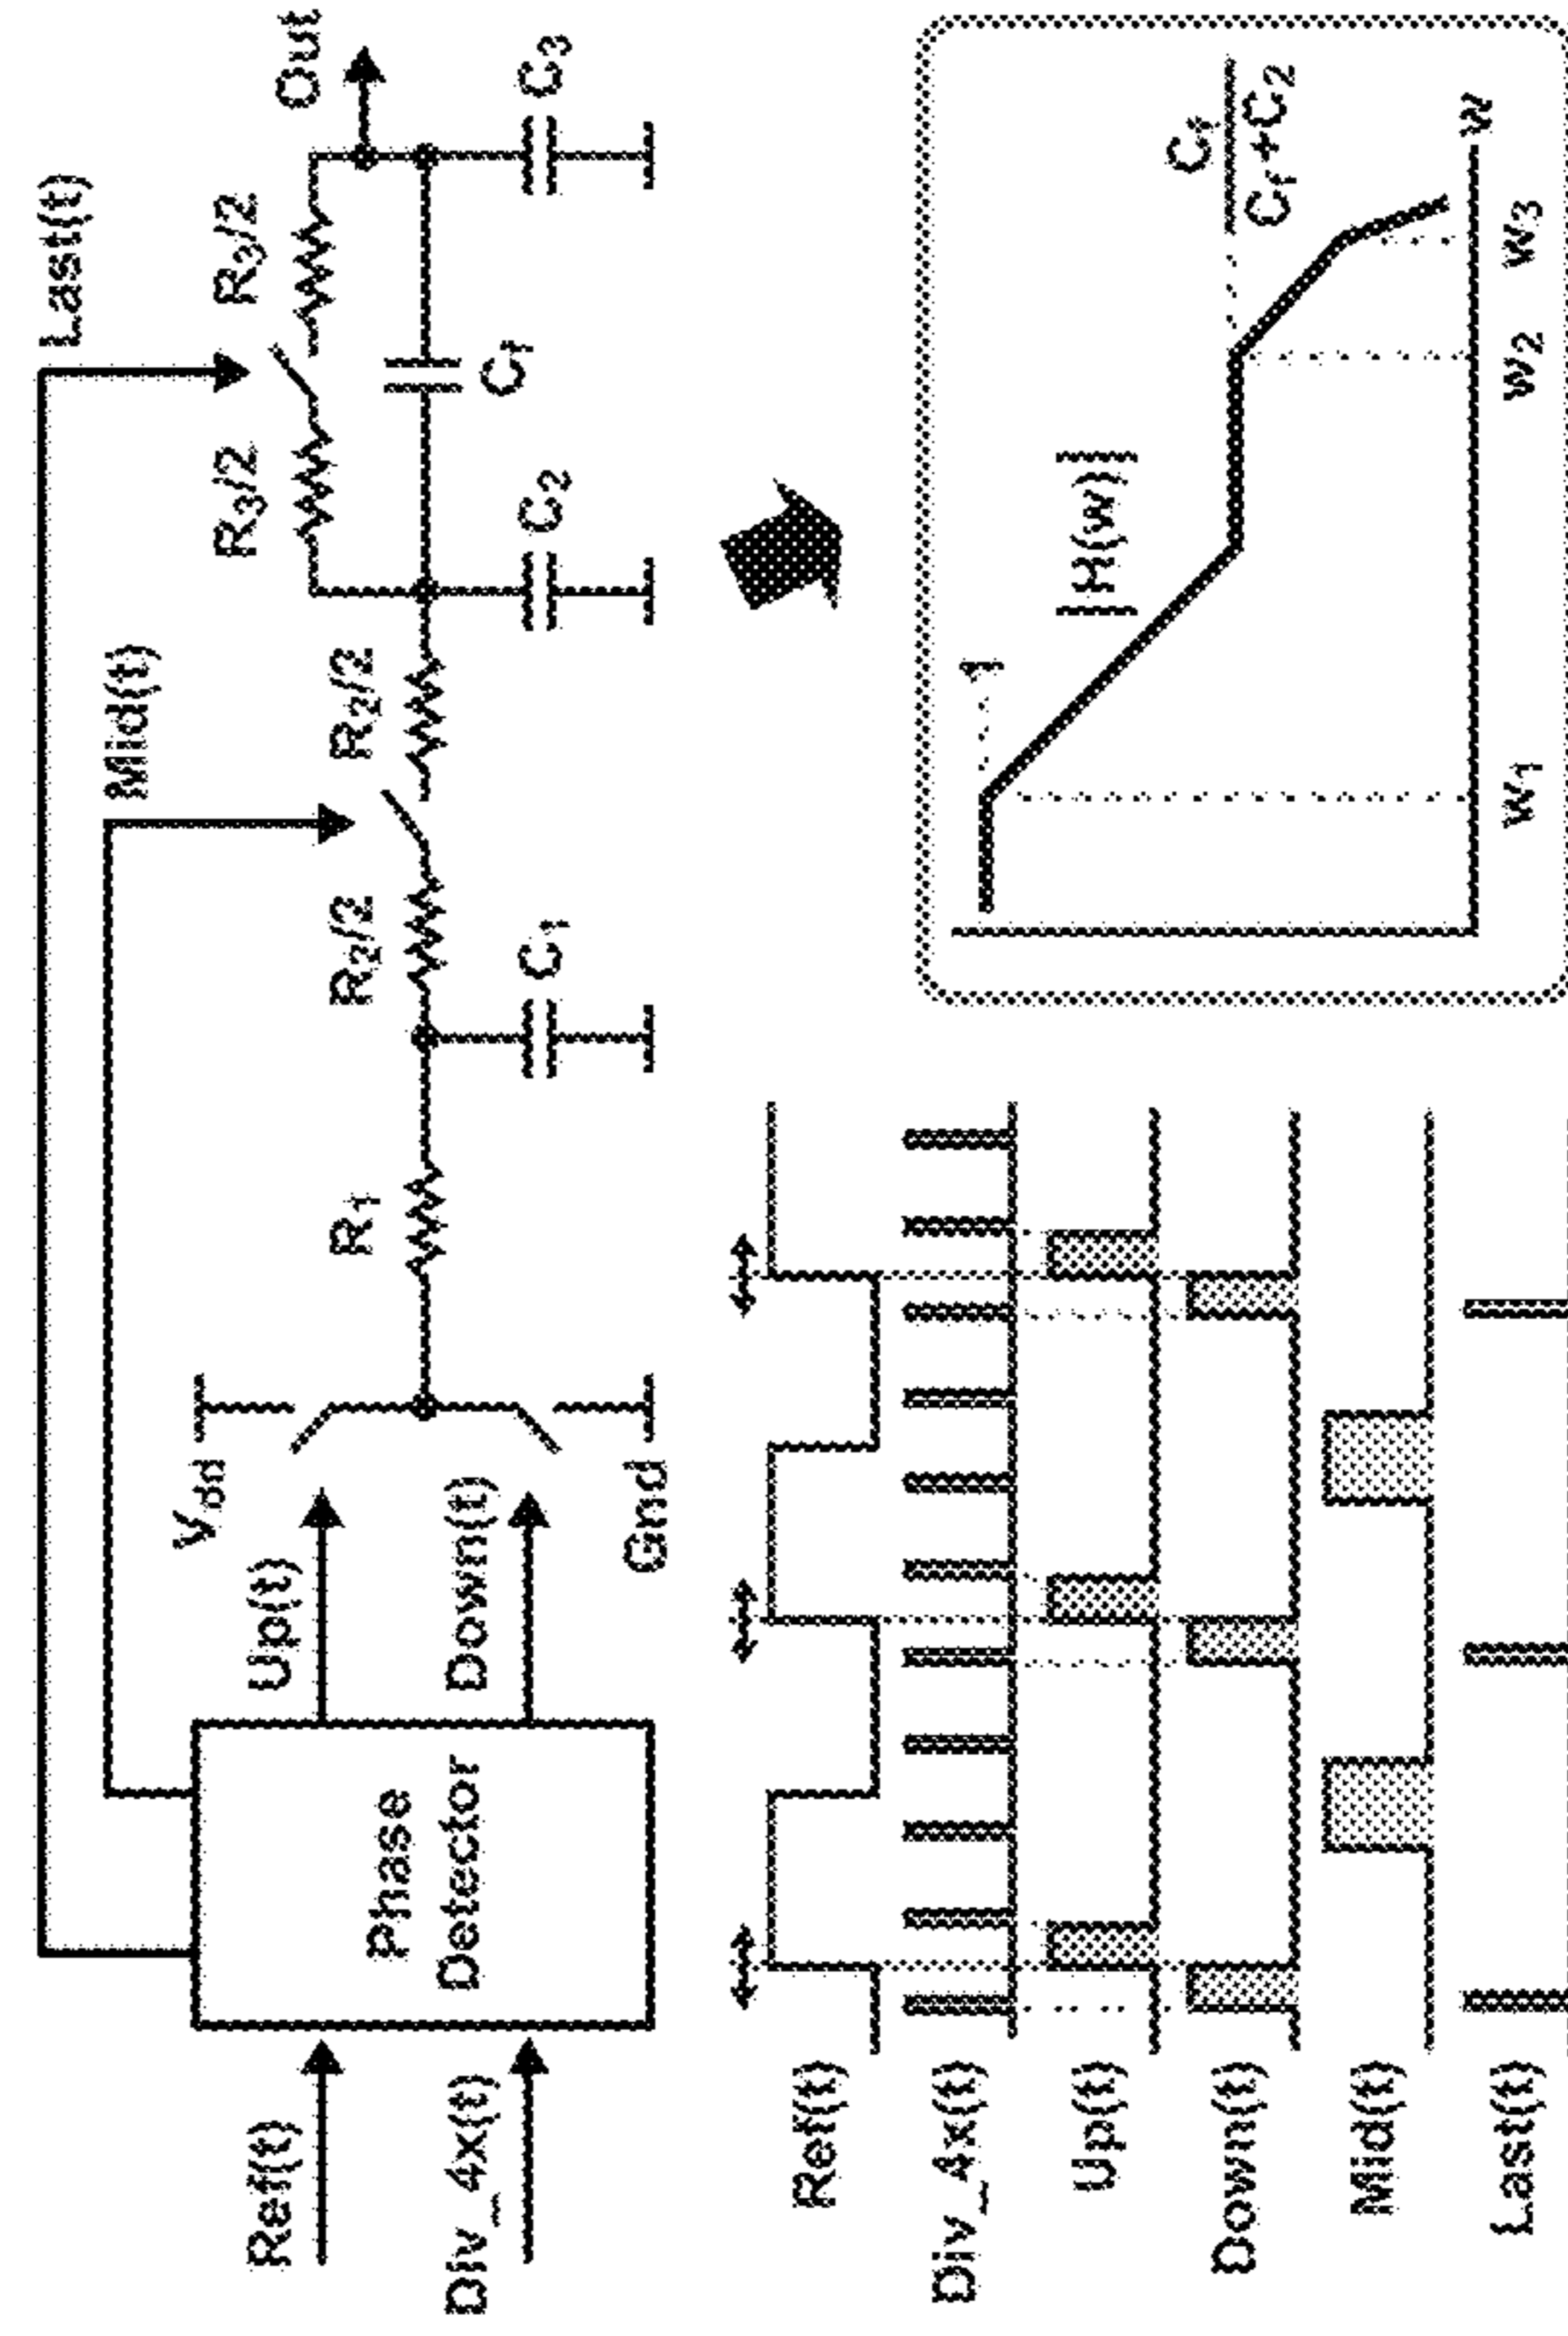 Last(t)
Mid(t)
Ref(t)
Div_4x(t)
Phase
Detector
Up(t)
Down(t)
Vdd
Gnd
R1
C1
R2/2
R2/2
C2
R3/2
R3/2
Cf
C3
Out
Ref(t)
Div_4x(t)
Up(t)
Down(t)
Mid(t)
Last(t)
1
|H(w)|
Cf
Cf+C2
w1
w2
w3
w